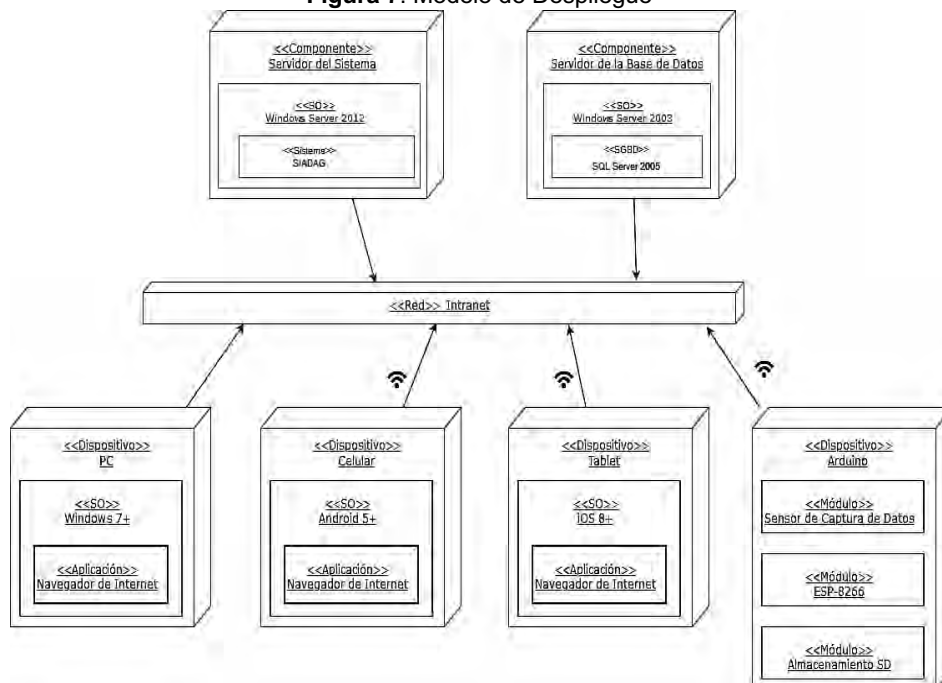 Figura 7. Modelo de Despliegue
<<Componente>>
Servidor del Sistema
<<SO>>
Windows Server 2012
<<Sistema>>
SIADAG
<<Componente>>
Servidor de la Base de Datos
<<SO>>
Windows Server 2003
<<SGBD>>
SQL Server 2005
<<Red>> Intranet
<<Dispositivo>>
PC
<<SO>>
Windows 7+
<<Aplicación>>
Navegador de Internet
<<Dispositivo>>
Celular
<<SO>>
Android 5+
<<Aplicación>>
Navegador de Internet
<<Dispositivo>>
Tablet
<<SO>>
iOS 8+
<<Aplicación>>
Navegador de Internet
<<Dispositivo>>
Arduino
<<Módulo>>
Sensor de Captura de Datos
<<Módulo>>
ESP-8266
<<Módulo>>
Almacenamiento SD